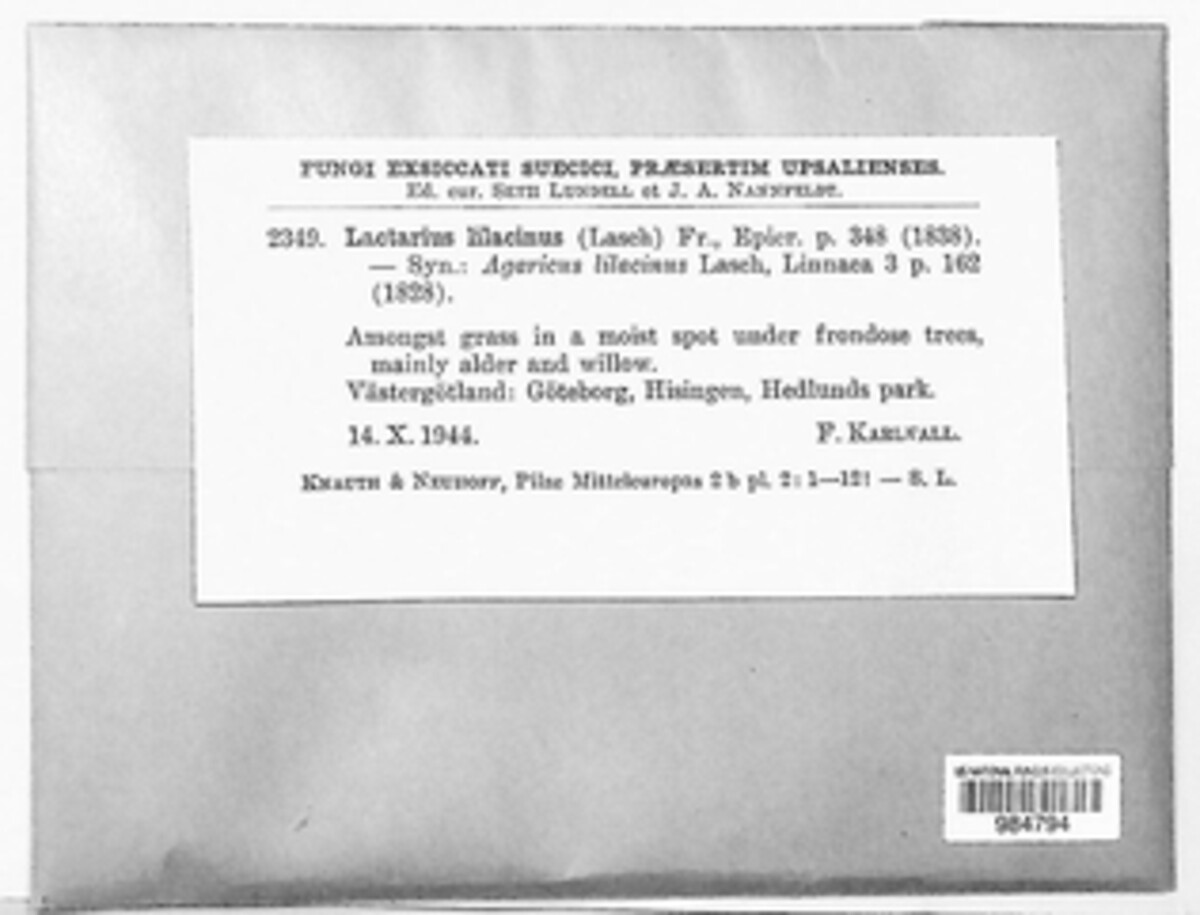 FUNGI EXSICCATI SUECICI, PRÆSERTIM UPSALIENSES.
Ed. cur. SETH LUNDELL et J. A. NANNFELDT.
2349. Lactarius lilacinus (Lasch) Fr., Epicr. p. 348 (1838).
— Syn.: Agaricus lilacinus Lasch, Linnaea 3 p. 162
(1828).
Amongst grass in a moist spot under frondose trees,
mainly alder and willow.
Västergötland: Göteborg, Hisingen, Hedlunds park.
14. X. 1944. F. KARLVALL.
KNAUTH & NEUHOFF, Pilze Mitteleuropas 2 b pl. 2: 1—12! — S. L.
984794